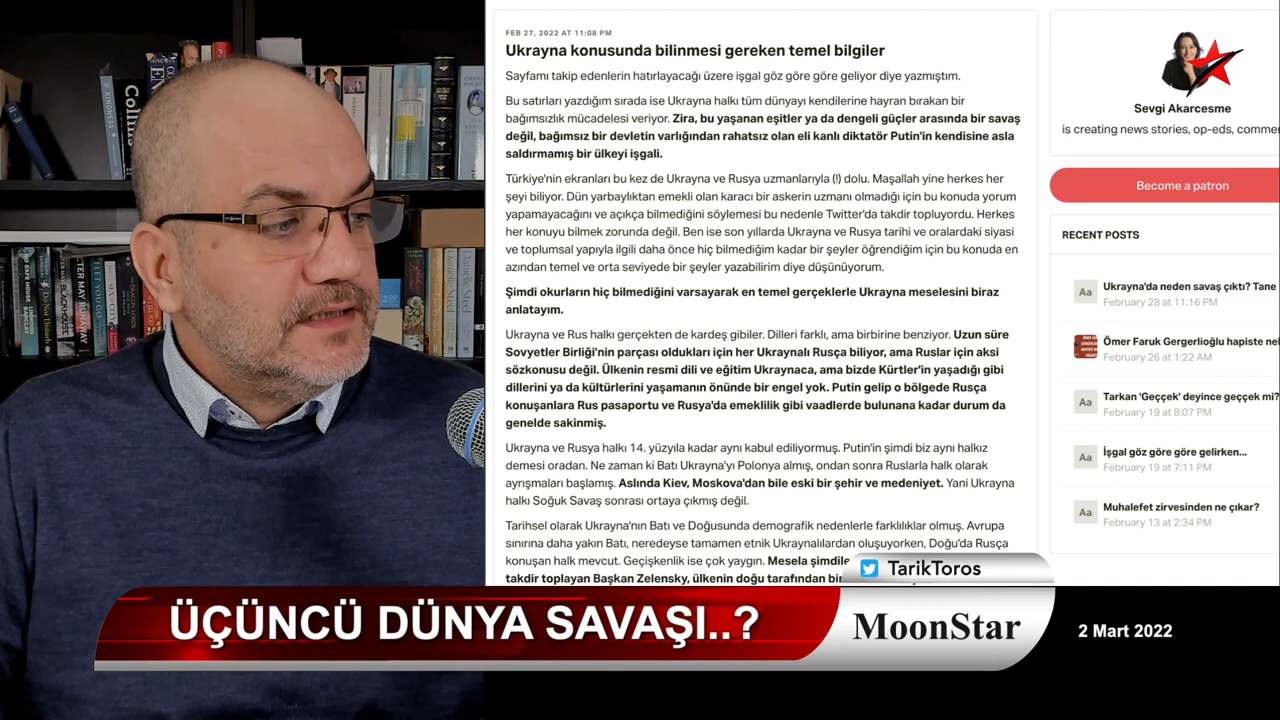 FEB 27, 2022 AT 11:08 PM
Ukrayna konusunda bilinmesi gereken temel bilgiler
Sayfamı takip edenlerin hatırlayacağı üzere işgal göz göre göre geliyor diye yazmıştım.
Bu satırları yazdığım sırada ise Ukrayna halkı tüm dünyayı kendilerine hayran bırakan bir
bağımsızlık mücadelesi veriyor. Zira, bu yaşanan eşitler ya da dengeli güçler arasında bir savaş
değil, bağımsız bir devletin varlığından rahatsız olan eli kanlı diktatör Putin'in kendisine asla
saldırmamış bir ülkeyi işgali.
Türkiye'nin ekranları bu kez de Ukrayna ve Rusya uzmanlarıyla (!) dolu. Maşallah yine herkes her
şeyi biliyor. Dün yarbaylıktan emekli olan karacı bir askerin uzmanı olmadığı için bu konuda yorum
yapamayacağını ve açıkça bilmediğini söylemesi bu nedenle Twitter'da takdir topluyordu. Herkes
her konuyu bilmek zorunda değil. Ben ise son yıllarda Ukrayna ve Rusya tarihi ve oralardaki siyasi
ve toplumsal yapıyla ilgili daha önce hiç bilmediğim kadar bir şeyler öğrendiğim için bu konuda en
azından temel ve orta seviyede bir şeyler yazabilirim diye düşünüyorum.
Şimdi okurların hiç bilmediğini varsayarak en temel gerçeklerle Ukrayna meselesini biraz
anlatayım.
Ukrayna ve Rus halkı gerçekten de kardeş gibiler. Dilleri farklı, ama birbirine benziyor. Uzun süre
Sovyetler Birliği'nin parçası oldukları için her Ukraynalı Rusça biliyor, ama Ruslar için aksi
sözkonusu değil. Ülkenin resmi dili ve eğitim Ukraynaca, ama bizde Kürtler'in yaşadığı gibi
dillerini ya da kültürlerini yaşamanın önünde bir engel yok. Putin gelip o bölgede Rusça
konuşanlara Rus pasaportu ve Rusya'da emeklilik gibi vaadlerde bulunana kadar durum da
genelde sakinmiş.
Ukrayna ve Rusya halkı 14. yüzyıla kadar aynı kabul ediliyormuş. Putin'in şimdi biz aynı halkız
demesi oradan. Ne zaman ki Batı Ukrayna'yı Polonya almış, ondan sonra Ruslarla halk olarak
ayrışmaları başlamış. Aslında Kiev, Moskova'dan bile eski bir şehir ve medeniyet. Yani Ukrayna
halkı Soğuk Savaş sonrası ortaya çıkmış değil.
Tarihsel olarak Ukrayna'nın Batı ve Doğusunda demografik nedenlerle farklılıklar olmuş. Avrupa
sınırına daha yakın Batı, neredeyse tamamen etnik Ukraynalılardan oluşuyorken, Doğu'da Rusça
konuşan halk mevcut. Geçişkenlik ise çok yaygın. Mesela şimdile
takdir toplayan Başkan Zelensky, ülkenin doğu tarafından bir
Sevgi Akarcesme
is creating news stories, op-eds, comme
Become a patron
RECENT POSTS
Aa Ukrayna'da neden savaş çıktı? Tane
February 28 at 11:16 PM
Ömer Faruk Gergerlioğlu hapiste nel
February 26 at 1:22 AM
Aa Tarkan 'Geççek' deyince geççek mi?
February 19 at 8:07 PM
Aa İşgal göz göre göre gelirken...
February 19 at 7:11 PM
Aa Muhalefet zirvesinden ne çıkar?
February 13 at 2:34 PM
TarikToros
ÜÇÜNCÜ DÜNYA SAVAŞI..?
MoonStar
2 Mart 2022